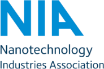 NIA
Nanotechnology
Industries Association